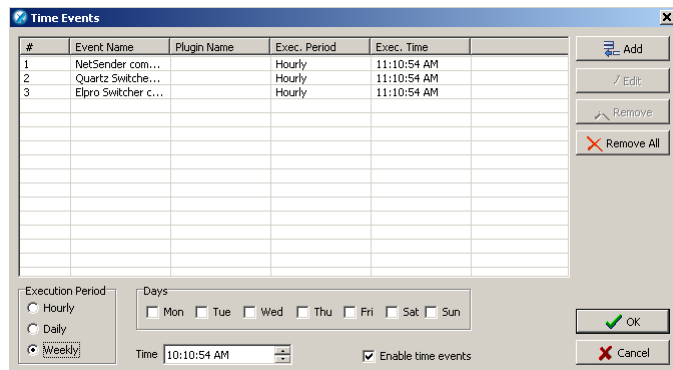 Time Events
# Event Name Plugin Name Exec. Period Exec. Time
1 NetSender com... Hourly 11:10:54 AM
2 Quartz Switche... Hourly 11:10:54 AM
3 Elpro Switcher c... Hourly 11:10:54 AM
Add
Edit
Remove
Remove All
Execution Period
Hourly
Daily
Weekly
Days
Mon Tue Wed Thu Fri Sat Sun
Time 10:10:54 AM
Enable time events
OK
Cancel